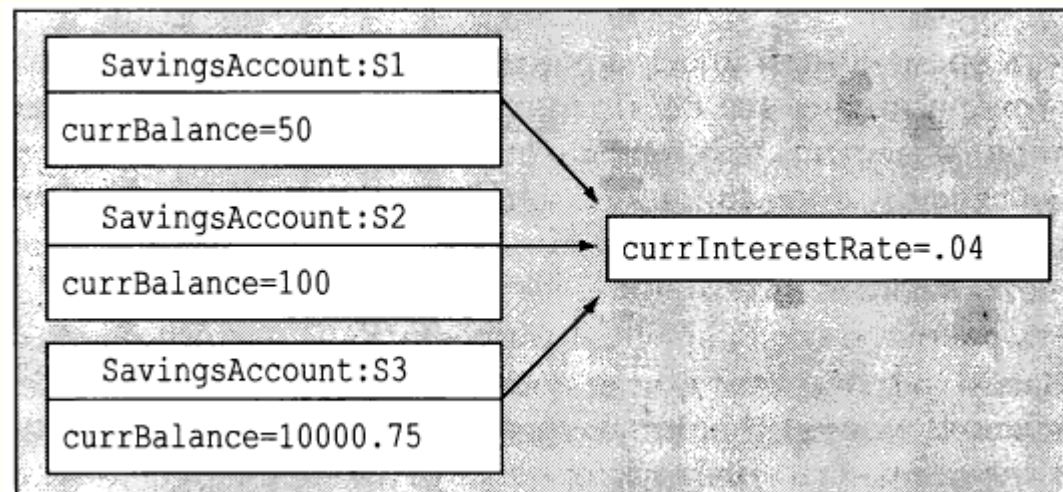 SavingsAccount:S1
currBalance=50
SavingsAccount:S2
currBalance=100
currInterestRate=.04
SavingsAccount:S3
currBalance=10000.75